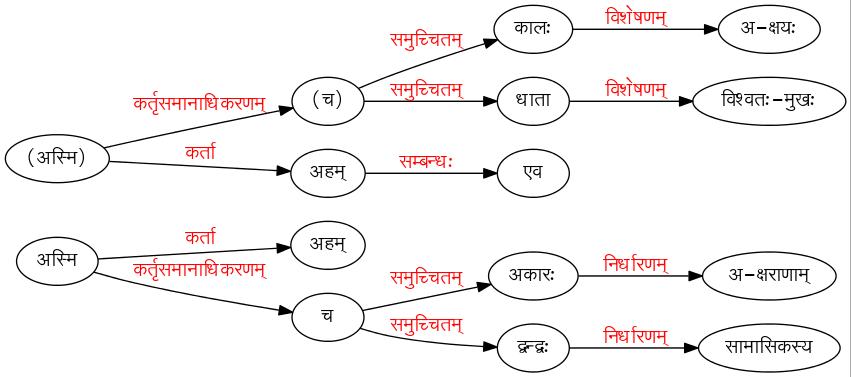 कालः
विशेषणम्
अ-क्षयः
समुच्चितम्
कर्तृसमानाधिकरणम्
(च)
समुच्चितम्
धाता
विशेषणम्
विश्वतः-मुखः
(अस्मि)
कर्ता
अहम्
सम्बन्धः
एव
अस्मि
कर्ता
अहम्
कर्तृसमानाधिकरणम्
समुच्चितम्
अकारः
निर्धारणम्
अ-क्षराणाम्
च
समुच्चितम्
द्वन्द्वः
निर्धारणम्
सामासिकस्य